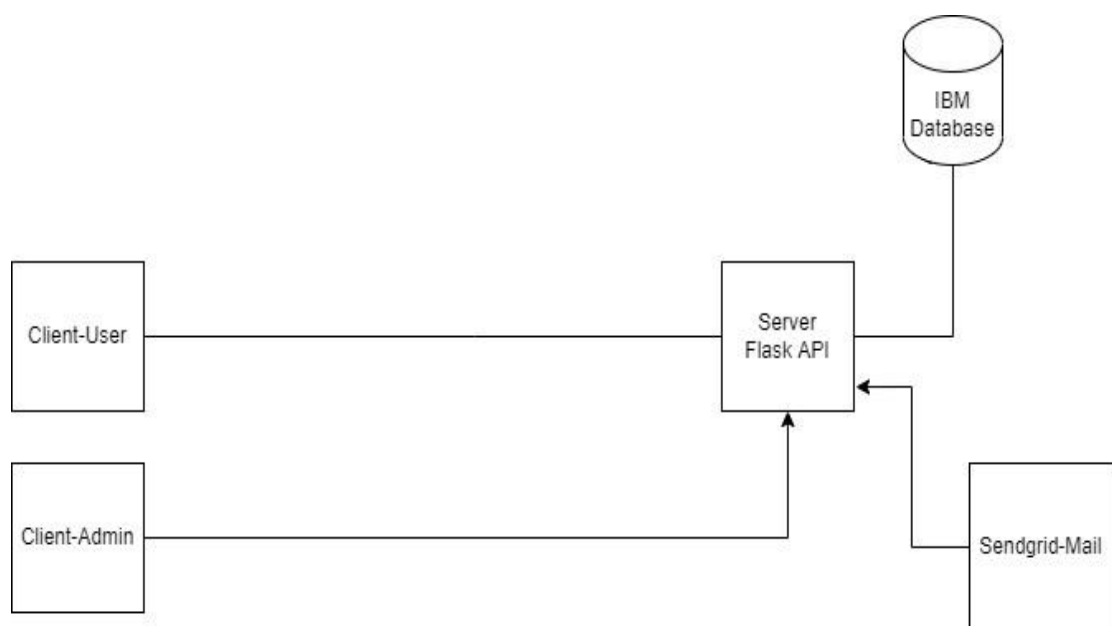 IBM
Database
Client-User
Server
Flask API
Client-Admin
Sendgrid-Mail